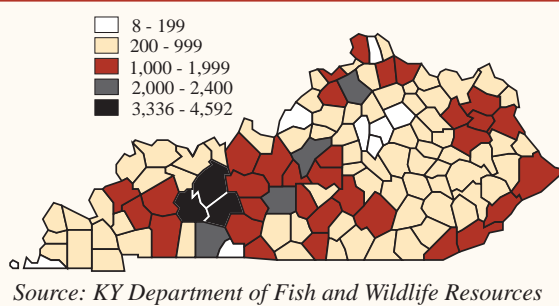 8 - 199
200 - 999
1,000 - 1,999
2,000 - 2,400
3,336 - 4,592
Source: KY Department of Fish and Wildlife Resources